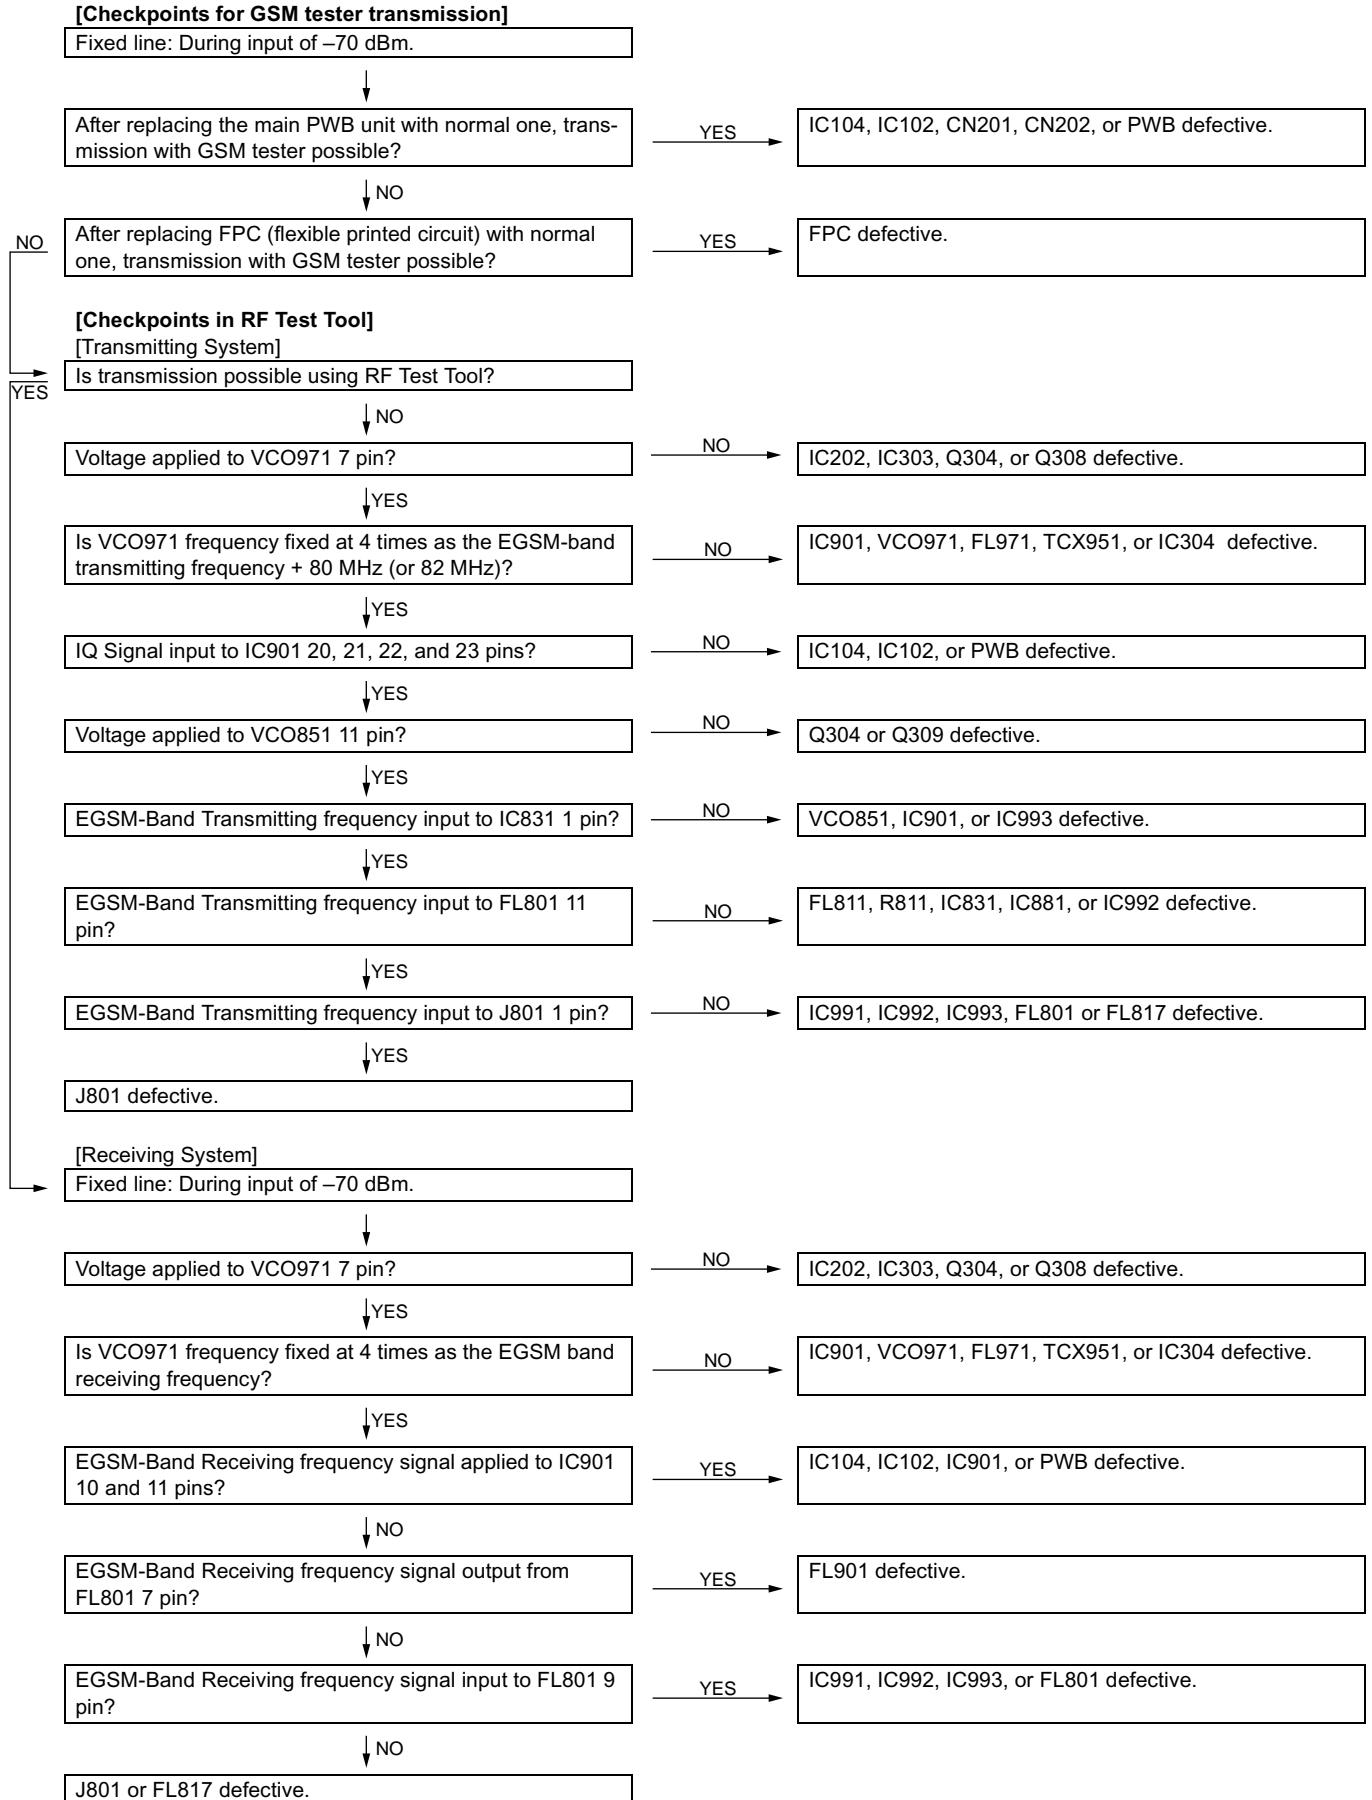 [Checkpoints for GSM tester transmission]
Fixed line: During input of –70 dBm.
After replacing the main PWB unit with normal one, trans-
mission with GSM tester possible?
YES
IC104, IC102, CN201, CN202, or PWB defective.
NO
NO
After replacing FPC (flexible printed circuit) with normal
one, transmission with GSM tester possible?
YES
FPC defective.
[Checkpoints in RF Test Tool]
[Transmitting System]
Is transmission possible using RF Test Tool?
YES
NO
Voltage applied to VCO971 7 pin?
NO
IC202, IC303, Q304, or Q308 defective.
YES
Is VCO971 frequency fixed at 4 times as the EGSM-band
transmitting frequency + 80 MHz (or 82 MHz)?
NO
IC901, VCO971, FL971, TCX951, or IC304 defective.
YES
IQ Signal input to IC901 20, 21, 22, and 23 pins?
NO
IC104, IC102, or PWB defective.
YES
Voltage applied to VCO851 11 pin?
NO
Q304 or Q309 defective.
YES
EGSM-Band Transmitting frequency input to IC831 1 pin?
NO
VCO851, IC901, or IC993 defective.
YES
EGSM-Band Transmitting frequency input to FL801 11
pin?
NO
FL811, R811, IC831, IC881, or IC992 defective.
YES
EGSM-Band Transmitting frequency input to J801 1 pin?
NO
IC991, IC992, IC993, FL801 or FL817 defective.
YES
J801 defective.
[Receiving System]
Fixed line: During input of –70 dBm.
Voltage applied to VCO971 7 pin?
NO
IC202, IC303, Q304, or Q308 defective.
YES
Is VCO971 frequency fixed at 4 times as the EGSM band
receiving frequency?
NO
IC901, VCO971, FL971, TCX951, or IC304 defective.
YES
EGSM-Band Receiving frequency signal applied to IC901
10 and 11 pins?
YES
IC104, IC102, IC901, or PWB defective.
NO
EGSM-Band Receiving frequency signal output from
FL801 7 pin?
YES
FL901 defective.
NO
EGSM-Band Receiving frequency signal input to FL801 9
pin?
YES
IC991, IC992, IC993, or FL801 defective.
NO
J801 or FL817 defective.